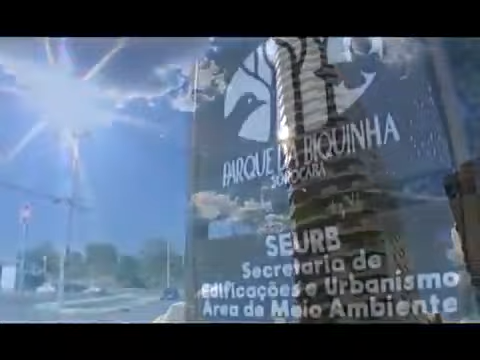 PARQUE DA BIQUINHA
SOROCABA
SEURB
Secretaria de
Edificações e Urbanismo
Área de Meio Ambiente